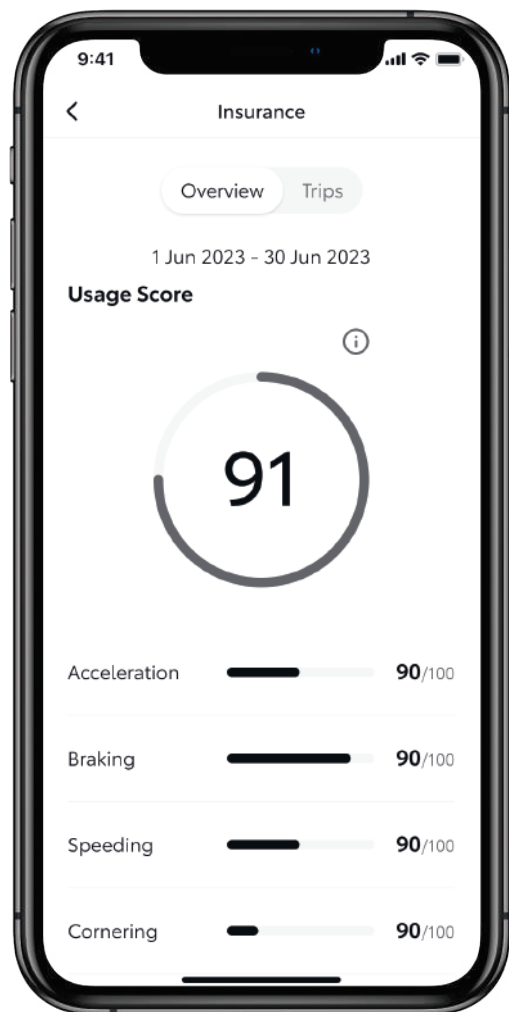 9:41
Insurance
Overview Trips
1 Jun 2023 - 30 Jun 2023
Usage Score
91
Acceleration 90/100
Braking 90/100
Speeding 90/100
Cornering 90/100